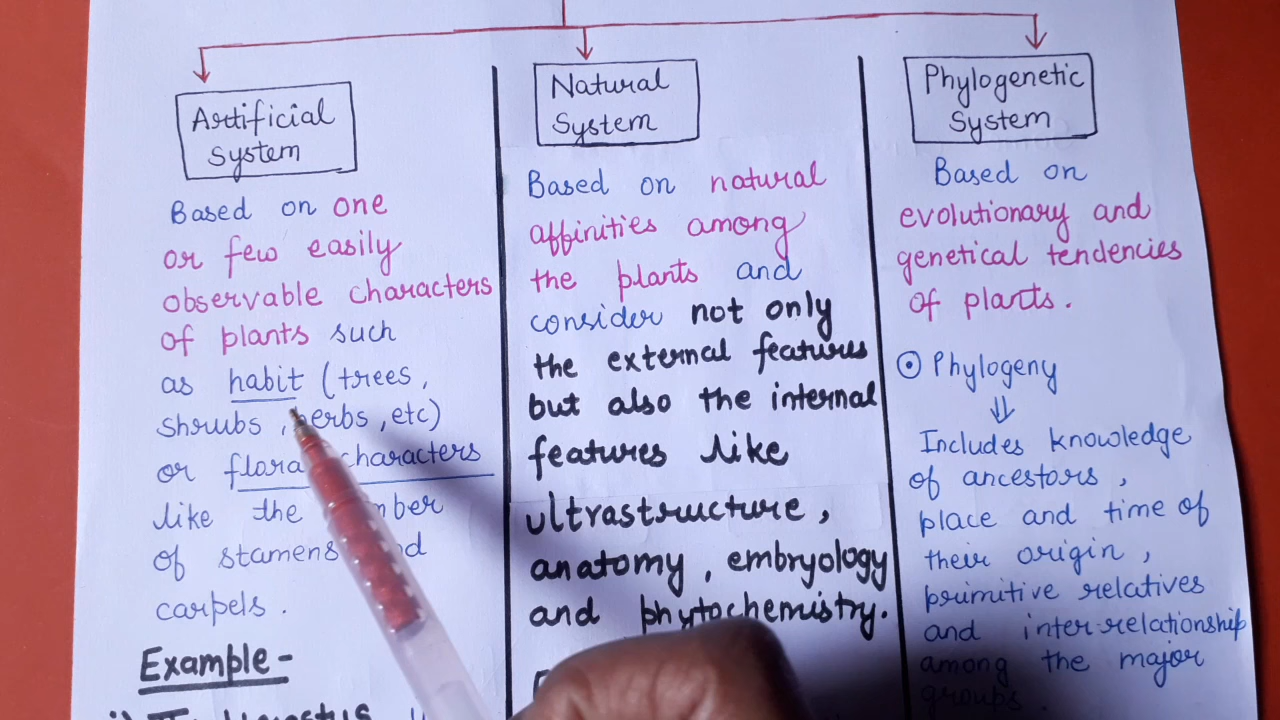 Artificial
System
Based on one
or few easily
observable characters
of plants such
as habit (trees,
shrubs, herbs, etc)
or floral characters
like the number
of stamens and
carpels.
Example-
Natural
System
Based on natural
affinities among
the plants and
consider not only
the external features
but also the internal
features like
ultrastructure,
anatomy, embryology
and phytochemistry.
Phylogenetic
System
Based on
evolutionary and
genetical tendencies
of plants.
Phylogeny
Includes knowledge
of ancestors,
place and time of
their origin,
primitive relatives
and inter-relationship
among the major
groups.